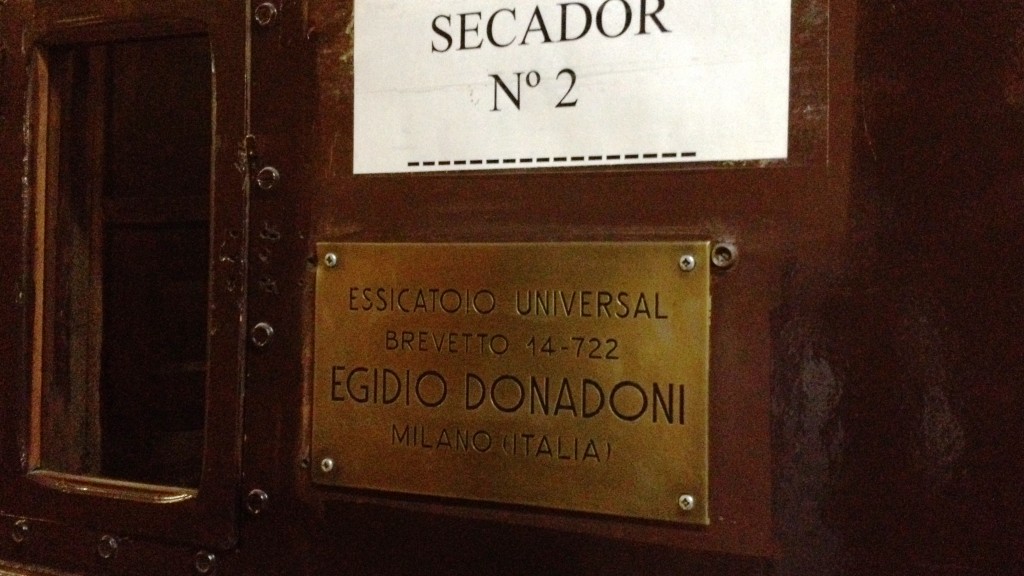 SECADOR
Nº 2
ESSICATOIO UNIVERSAL
BREVETTO 14-722
EGIDIO DONADONI
MILANO (ITALIA)